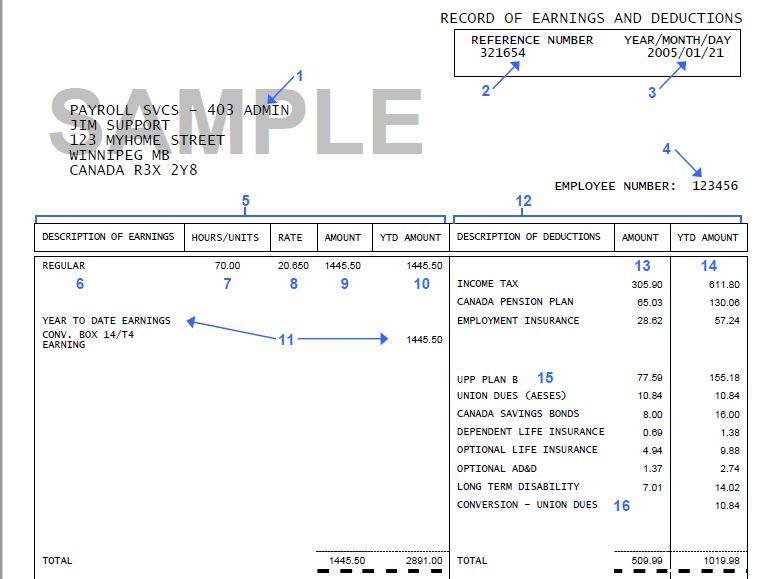 RECORD OF EARNINGS AND DEDUCTIONS
REFERENCE NUMBER YEAR/MONTH/DAY
321654 2005/01/21
1
2
3
SAMPLE
PAYROLL SVCS - 403 ADMIN
JIM SUPPORT
123 MYHOME STREET
WINNIPEG MB
CANADA R3X 2Y8
4
EMPLOYEE NUMBER: 123456
5 12
DESCRIPTION OF EARNINGS HOURS/UNITS RATE AMOUNT YTD AMOUNT DESCRIPTION OF DEDUCTIONS AMOUNT YTD AMOUNT
REGULAR 70.00 20.650 1445.50 1445.50 13 14
6 7 8 9 10 INCOME TAX 305.90 611.80
CANADA PENSION PLAN 65.03 130.06
YEAR TO DATE EARNINGS EMPLOYMENT INSURANCE 28.62 57.24
CONV. BOX 14/T4 11 1445.50
EARNING
UPP PLAN B 15 77.59 155.18
UNION DUES (AESES) 10.84 10.84
CANADA SAVINGS BONDS 8.00 16.00
DEPENDENT LIFE INSURANCE 0.69 1.38
OPTIONAL LIFE INSURANCE 4.94 9.88
OPTIONAL AD&D 1.37 2.74
LONG TERM DISABILITY 7.01 14.02
CONVERSION - UNION DUES 16 10.84
TOTAL 1445.50 2891.00 TOTAL 509.99 1019.98